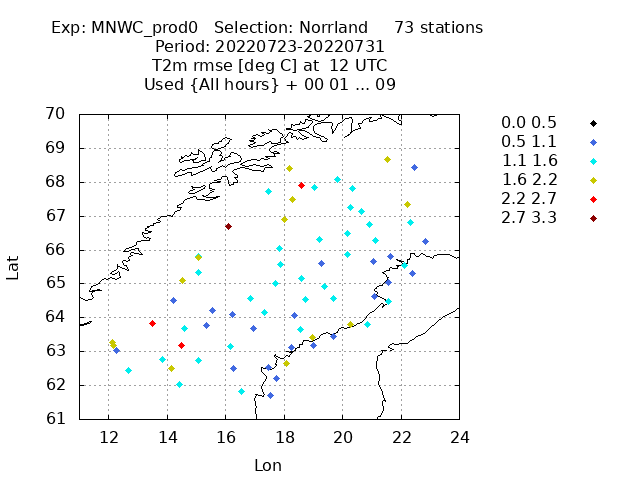 Exp: MNWC_prod0   Selection: Norrland     73 stations
Period: 20220723-20220731
T2m rmse [deg C] at  12 UTC
Used {All hours} + 00 01 ... 09
70
69
68
67
66
65
64
63
62
61
12 14 16 18 20 22 24
Lat
Lon
0.0 0.5
0.5 1.1
1.1 1.6
1.6 2.2
2.2 2.7
2.7 3.3